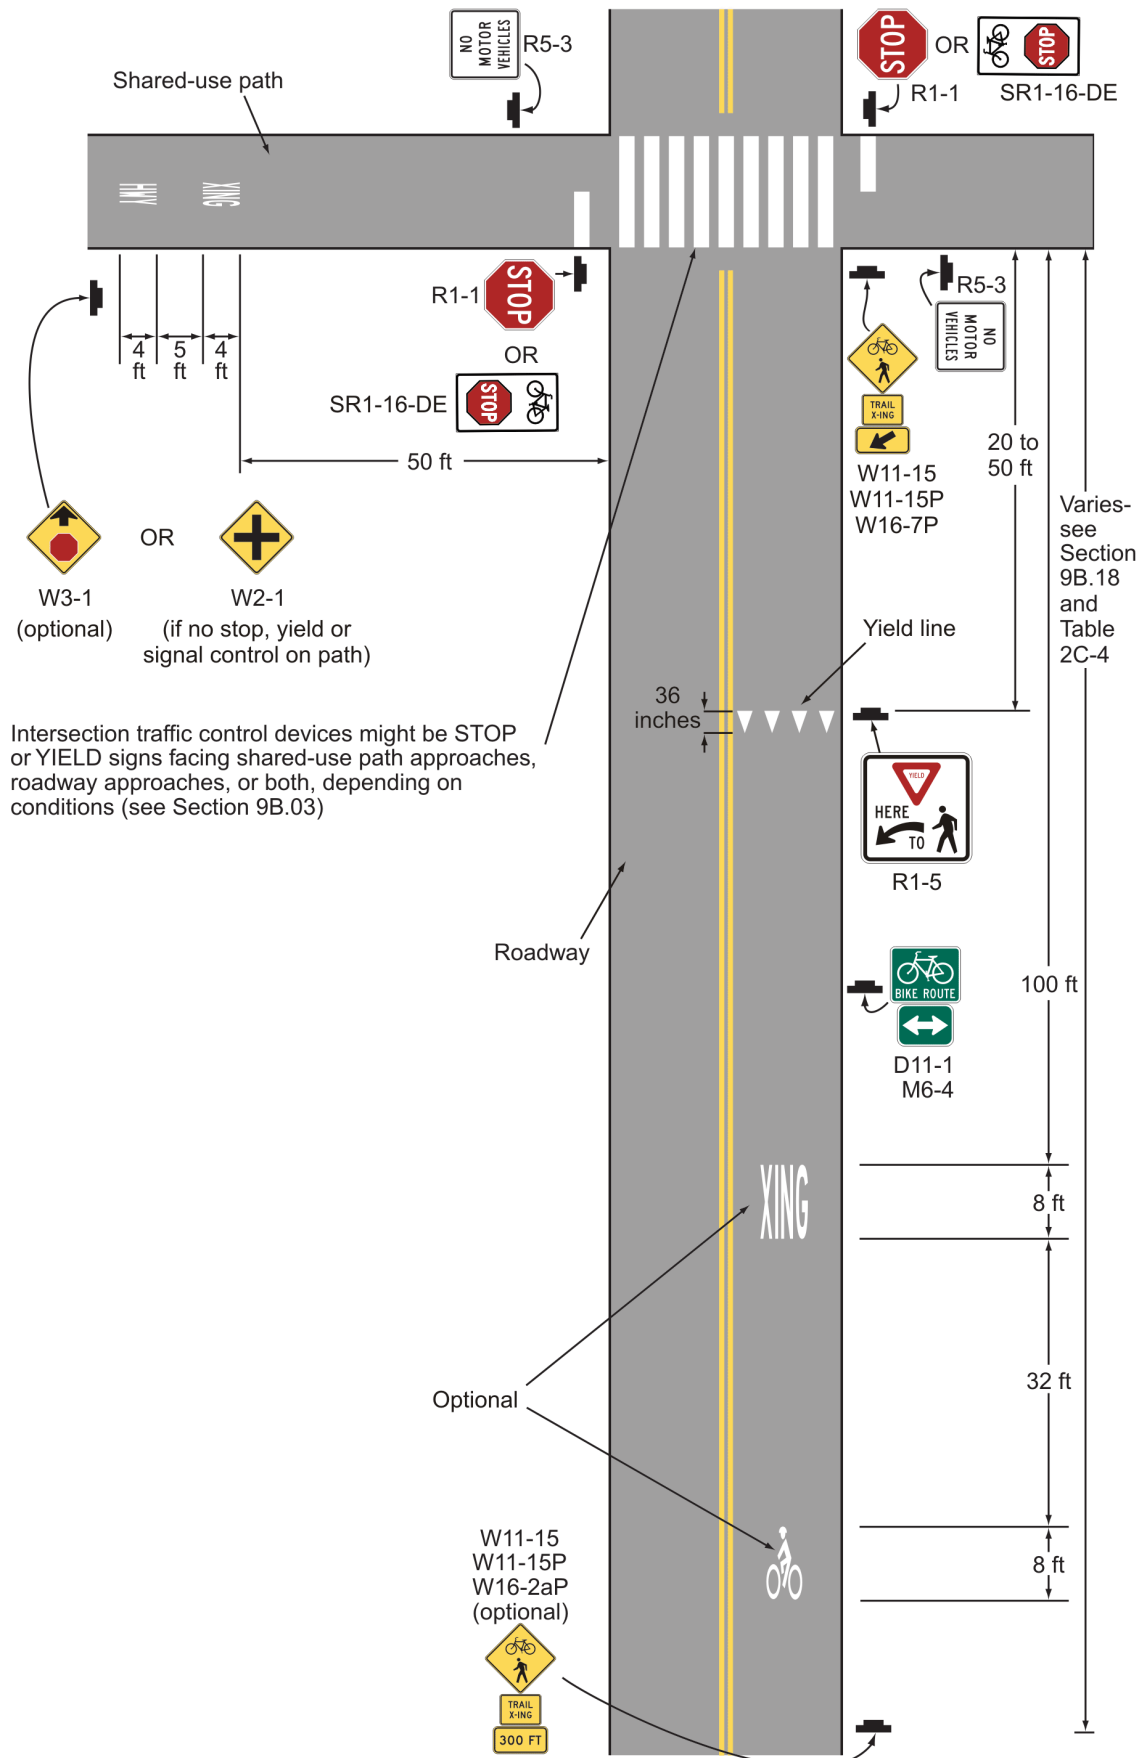 NO
MOTOR
VEHICLES
R5-3
STOP
OR
STOP
R1-1
SR1-16-DE
Shared-use path
HWY
XING
R1-1
STOP
OR
SR1-16-DE
STOP
4
ft
5
ft
4
ft
50 ft
R5-3
NO
MOTOR
VEHICLES
TRAIL
X-ING
W11-15
W11-15P
W16-7P
20 to
50 ft
Varies-
see
Section
9B.18
and
Table
2C-4
OR
W3-1
(optional)
W2-1
(if no stop, yield or
signal control on path)
Yield line
36
inches
Intersection traffic control devices might be STOP
or YIELD signs facing shared-use path approaches,
roadway approaches, or both, depending on
conditions (see Section 9B.03)
YIELD
HERE
TO
R1-5
Roadway
BIKE ROUTE
D11-1
M6-4
100 ft
XING
8 ft
32 ft
Optional
8 ft
W11-15
W11-15P
W16-2aP
(optional)
TRAIL
X-ING
300 FT